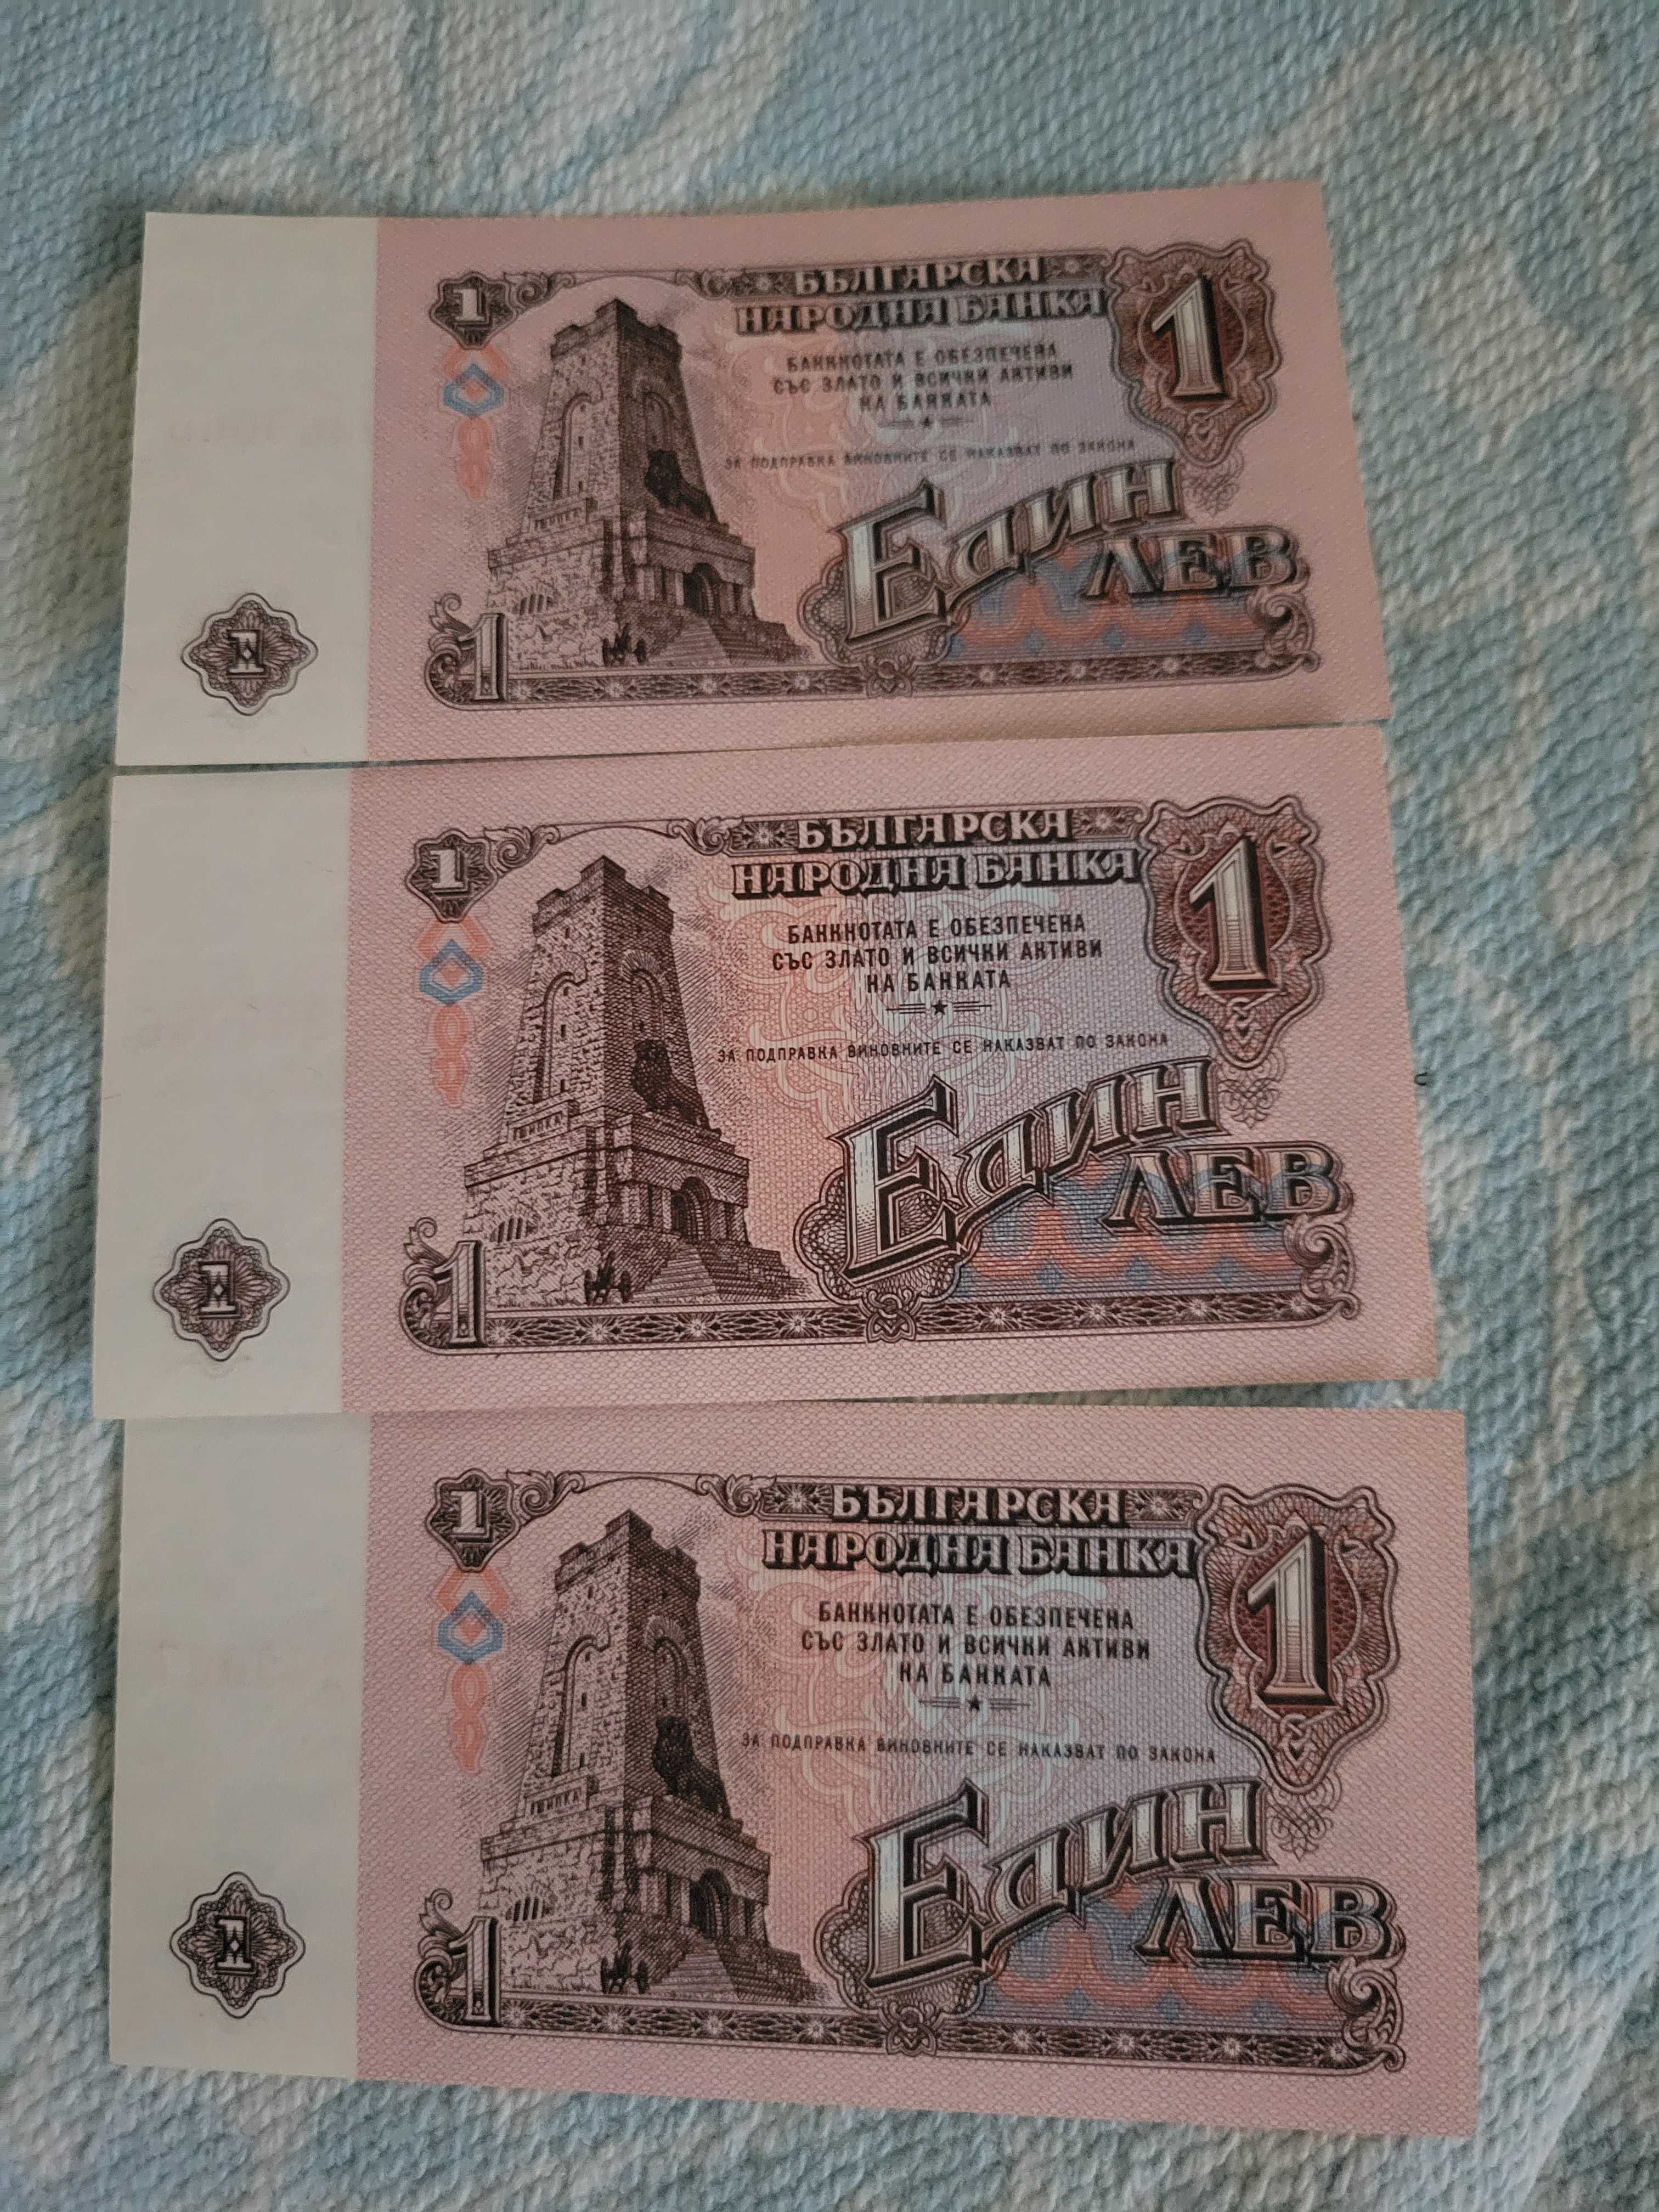 1
БЪЛГАРСКА
НАРОДНА БАНКА
1
БАНКНОТАТА Е ОБЕЗПЕЧЕНА
СЪС ЗЛАТО И ВСИЧКИ АКТИВИ
НА БАНКАТА
ЗА ПОДПРАВКА ВИНОВНИТЕ СЕ НАКАЗВАТ ПО ЗАКОНА
Един
ЛЕВ
ШИПКА
1
1
1
БЪЛГАРСКА
НАРОДНА БАНКА
1
БАНКНОТАТА Е ОБЕЗПЕЧЕНА
СЪС ЗЛАТО И ВСИЧКИ АКТИВИ
НА БАНКАТА
ЗА ПОДПРАВКА ВИНОВНИТЕ СЕ НАКАЗВАТ ПО ЗАКОНА
Един
ЛЕВ
ШИПКА
1
1
1
БЪЛГАРСКА
НАРОДНА БАНКА
1
БАНКНОТАТА Е ОБЕЗПЕЧЕНА
СЪС ЗЛАТО И ВСИЧКИ АКТИВИ
НА БАНКАТА
ЗА ПОДПРАВКА ВИНОВНИТЕ СЕ НАКАЗВАТ ПО ЗАКОНА
Един
ЛЕВ
ШИПКА
1
1